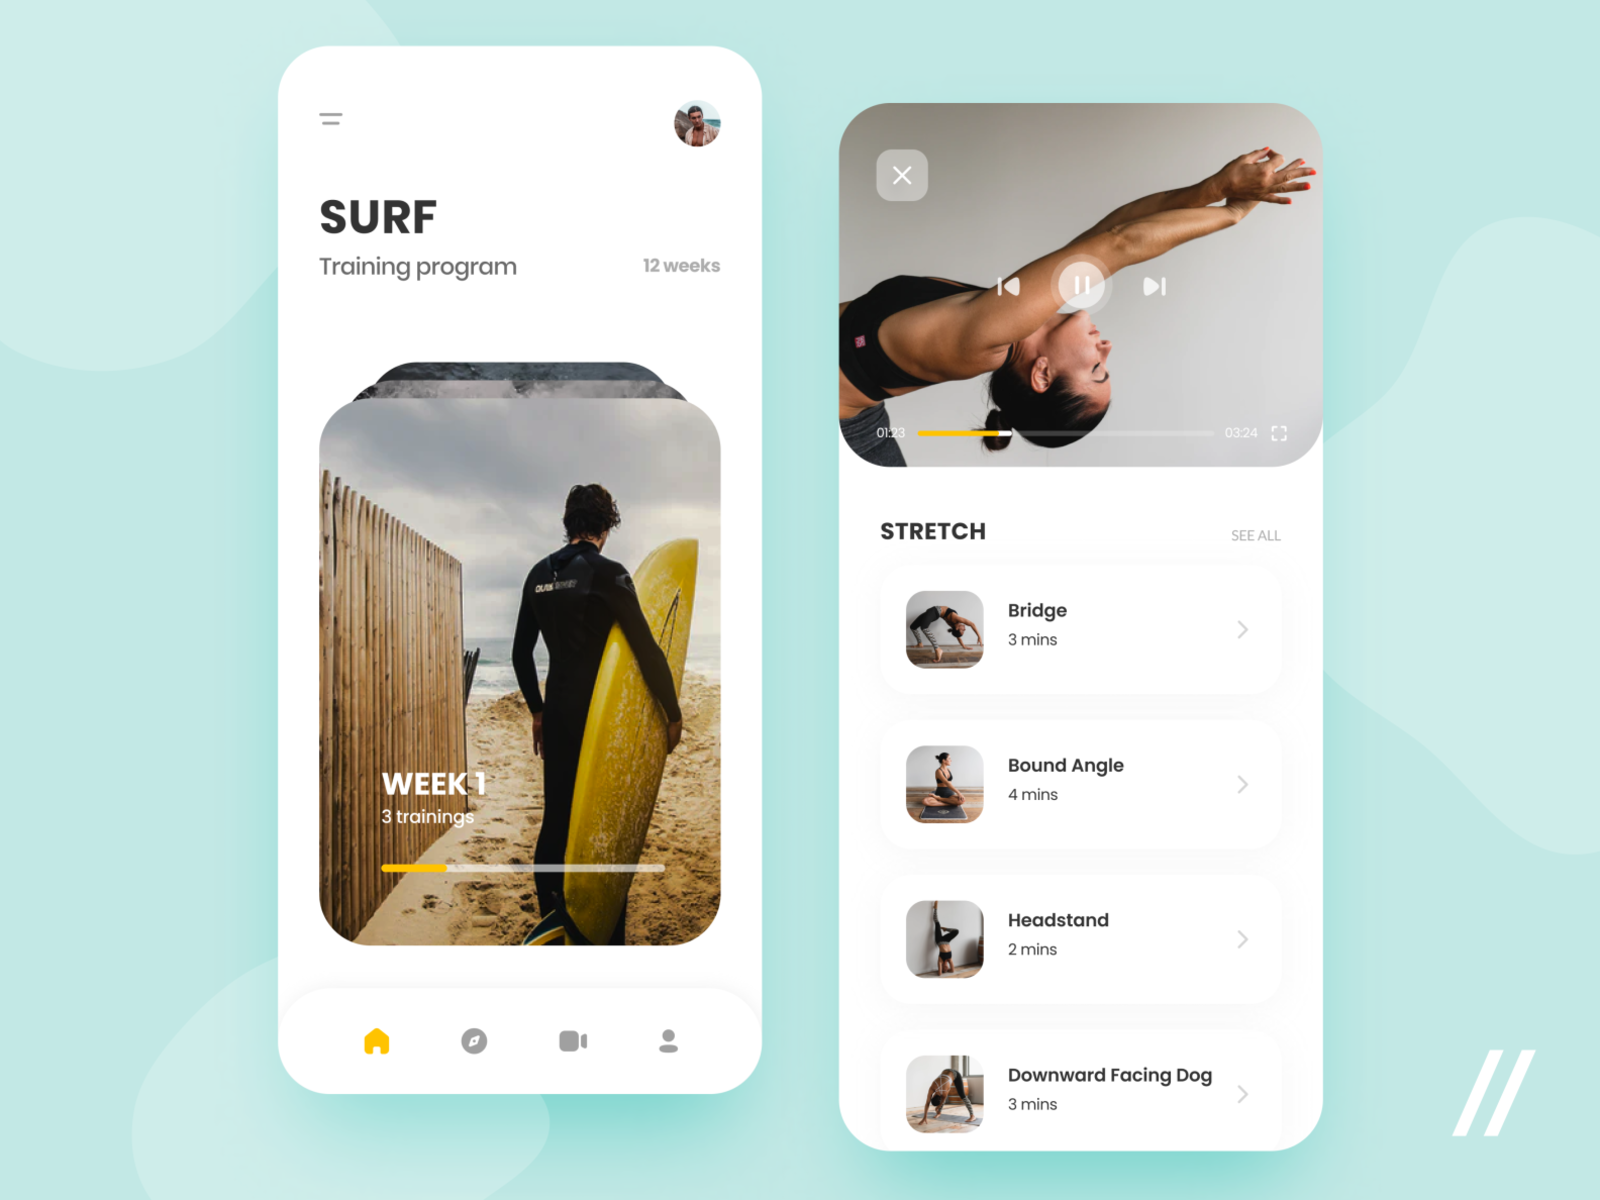 SURF
Training program
12 weeks
WEEK 1
3 trainings
01:23
03:24
STRETCH
SEE ALL
Bridge
3 mins
Bound Angle
4 mins
Headstand
2 mins
Downward Facing Dog
3 mins